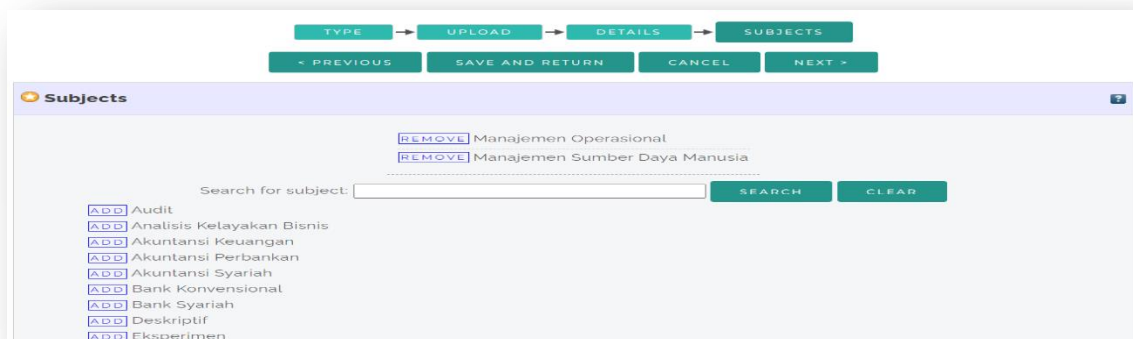 TYPE → UPLOAD → DETAILS → SUBJECTS
< PREVIOUS SAVE AND RETURN CANCEL NEXT >
Subjects ?
REMOVE Manajemen Operasional
REMOVE Manajemen Sumber Daya Manusia
Search for subject: SEARCH CLEAR
ADD Audit
ADD Analisis Kelayakan Bisnis
ADD Akuntansi Keuangan
ADD Akuntansi Perbankan
ADD Akuntansi Syariah
ADD Bank Konvensional
ADD Bank Syariah
ADD Deskriptif
ADD Eksperimen